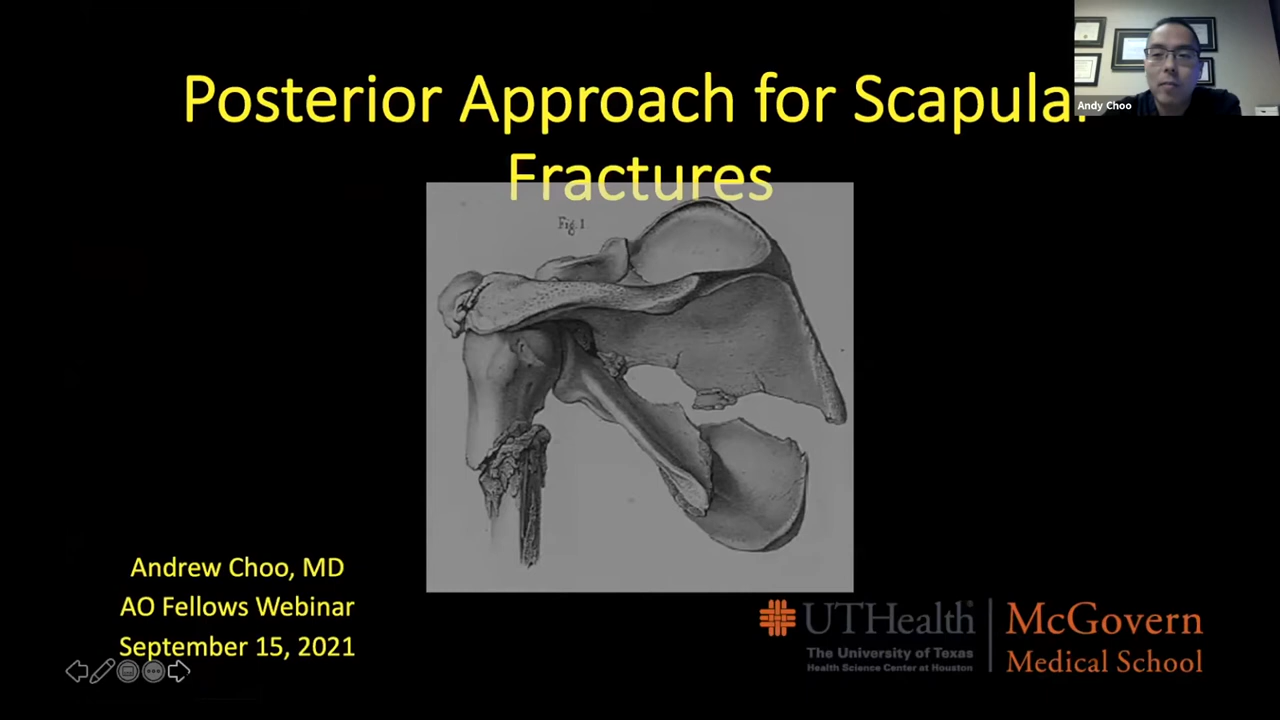 Posterior Approach for Scapular
Fractures
Andy Choo
Fig. 1
Andrew Choo, MD
AO Fellows Webinar
September 15, 2021
UTHealth
The University of Texas
Health Science Center at Houston
McGovern
Medical School